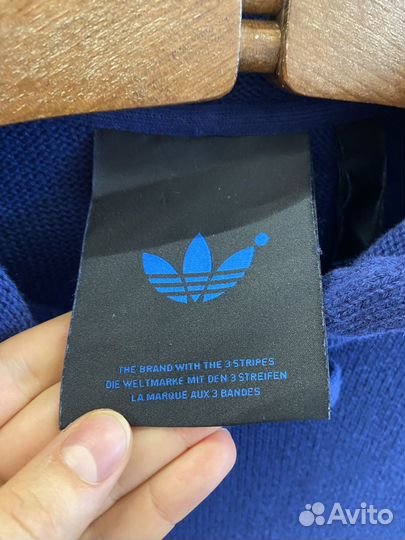 THE BRAND WITH THE 3 STRIPES
DIE WELTMARKE MIT DEN 3 STREIFEN
LA MARQUE AUX 3 BANDES
Avito